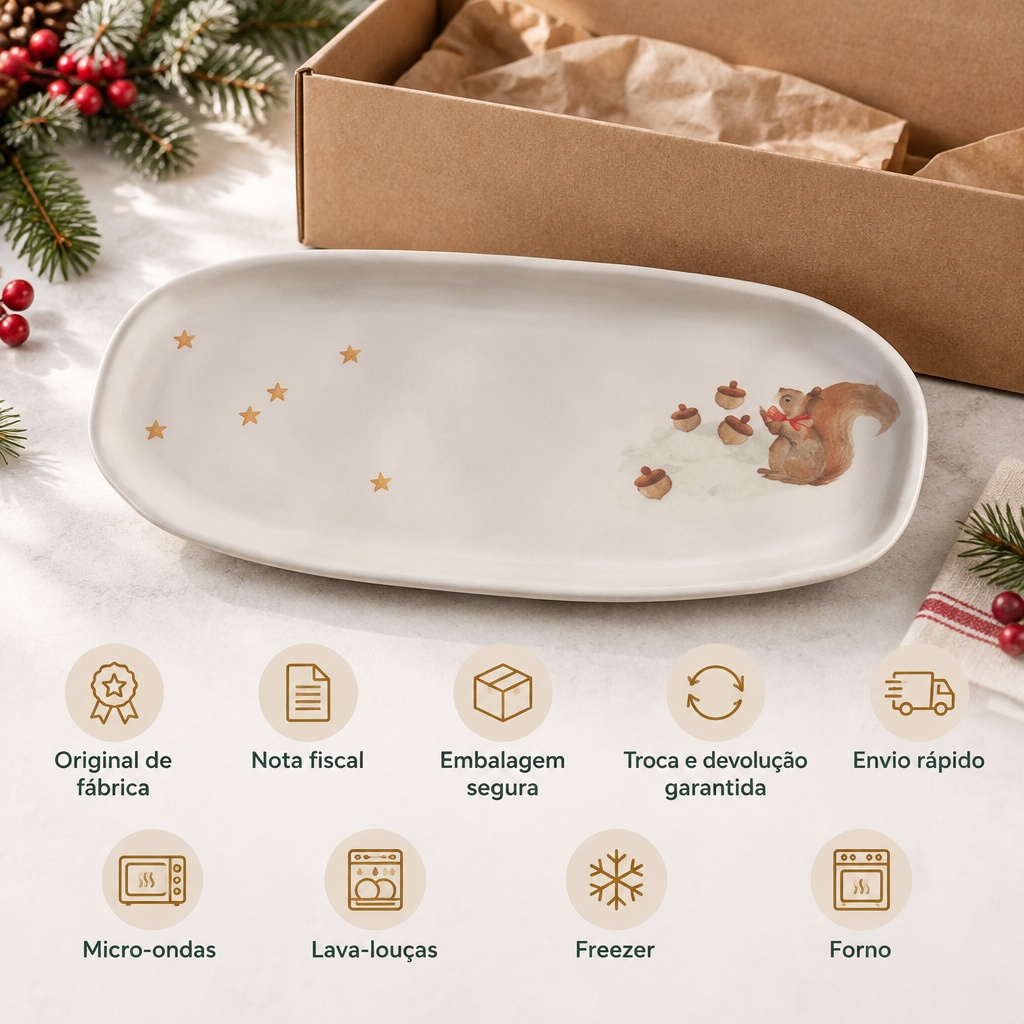 Original de
fábrica
Nota fiscal
Embalagem
segura
Troca e devolução
garantida
Envio rápido
Micro-ondas
Lava-louças
Freezer
Forno